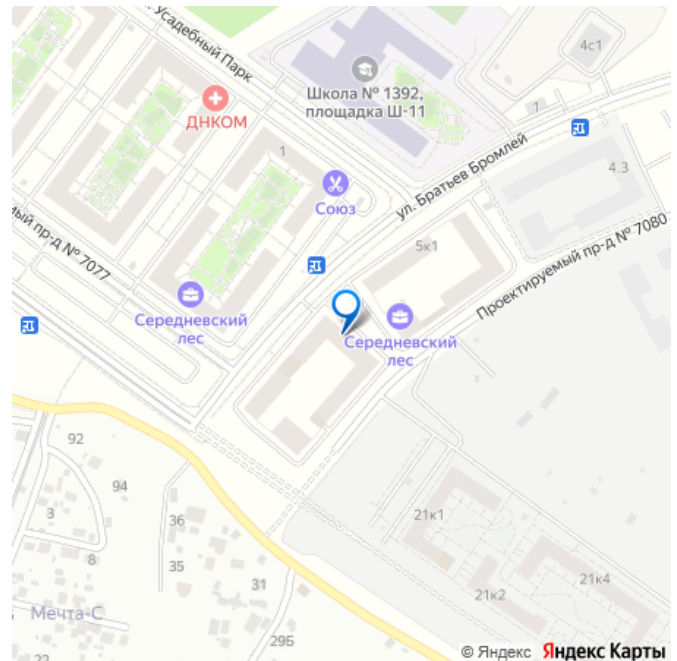 . Усадебный Парк
4с1
Школа № 1392,
площадка Ш-11
1
ДНКОМ
1
ул. Братьев Бромлей
4.3
Союз
5к1
Проектируемый пр-д № 7080
мый пр-д № 7077
Середневский
лес
Середневский
лес
92
94
3
36
21к1
8
35
31
21к4
21к2
Мечта-С
29Б
22
© Яндекс Яндекс Карты